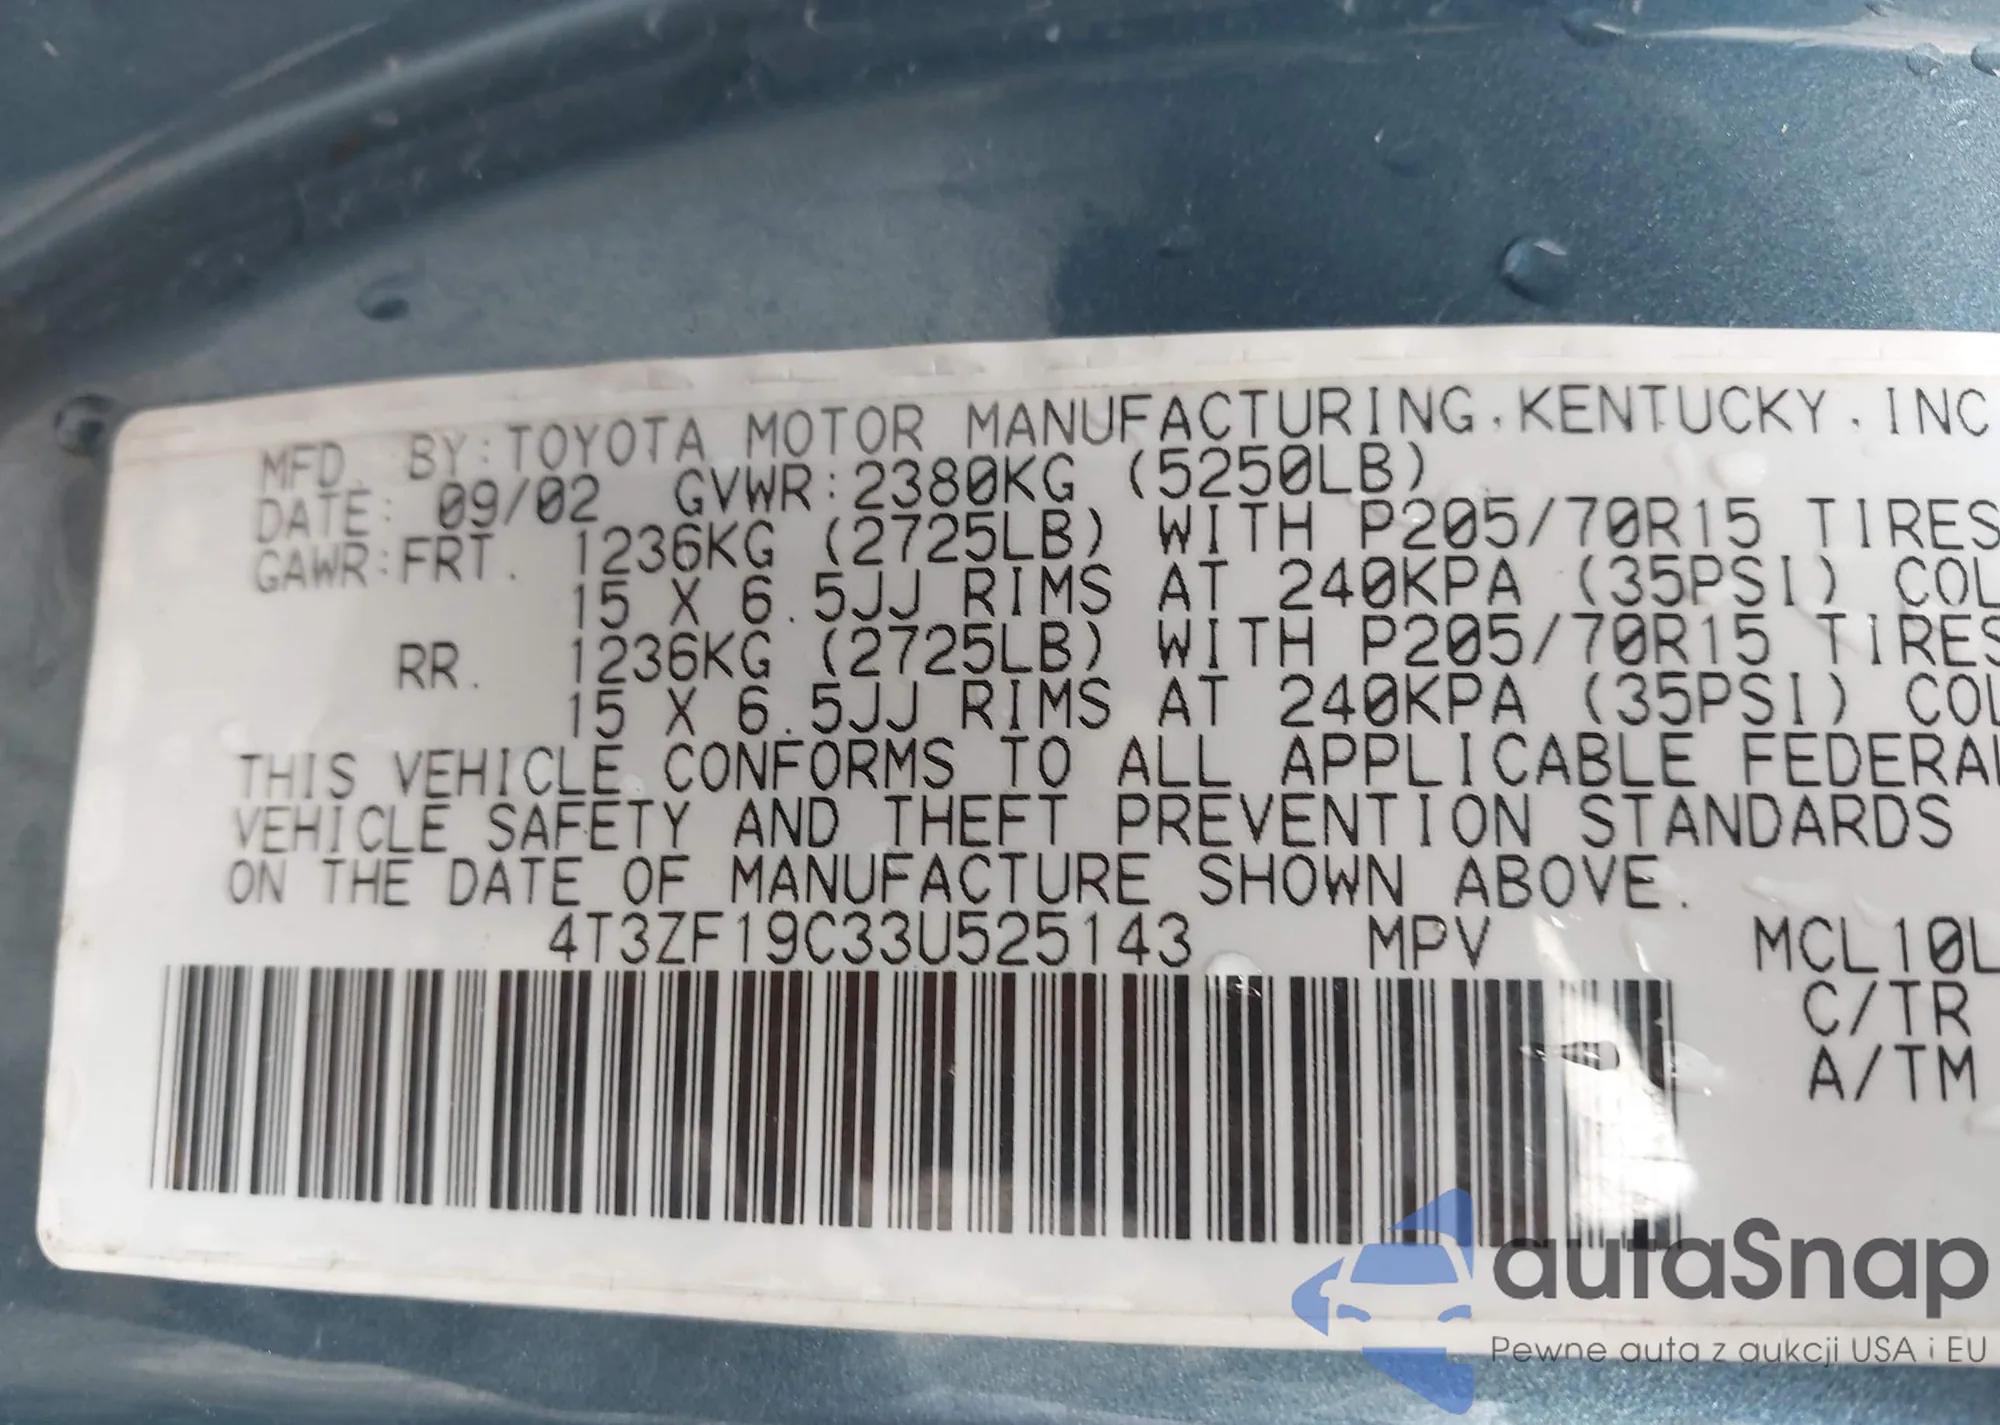 MFD. BY:TOYOTA MOTOR MANUFACTURING,KENTUCKY, INC
DATE: 09/02 GVWR:2380KG (5250LB)
GAWR:FRT. 1236KG (2725LB) WITH P205/70R15 TIRES
15 X 6.5JJ RIMS AT 240KPA (35PSI) COL
RR. 1236KG (2725LB) WITH P205/70R15 TIRES
15 X 6.5JJ RIMS AT 240KPA (35PSI) COL
THIS VEHICLE CONFORMS TO ALL APPLICABLE FEDERAL
VEHICLE SAFETY AND THEFT PREVENTION STANDARDS
ON THE DATE OF MANUFACTURE SHOWN ABOVE.
4T3ZF19C33U525143 MPV MCL10L
C/TR
A/TM
autaSnap
Pewne auta z aukcji USA i EU